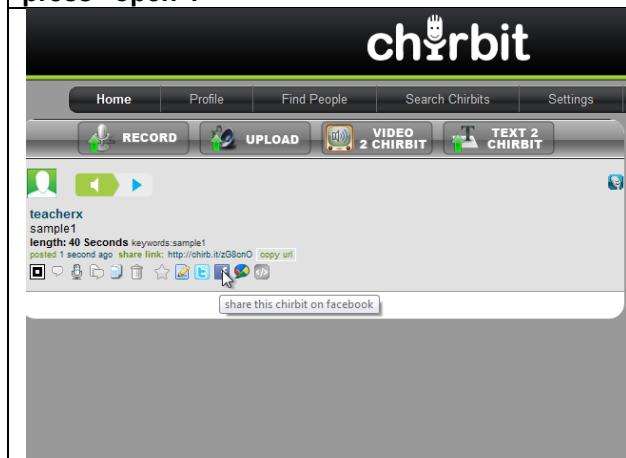 press "open".
chirbit
Home Profile Find People Search Chirbits Settings
RECORD UPLOAD VIDEO 2 CHIRBIT TEXT 2 CHIRBIT
teacherx
sample1
length: 40 Seconds keywords:sample1
posted 1 second ago share link: http://chirb.it/zG8onO copy url
share this chirbit on facebook